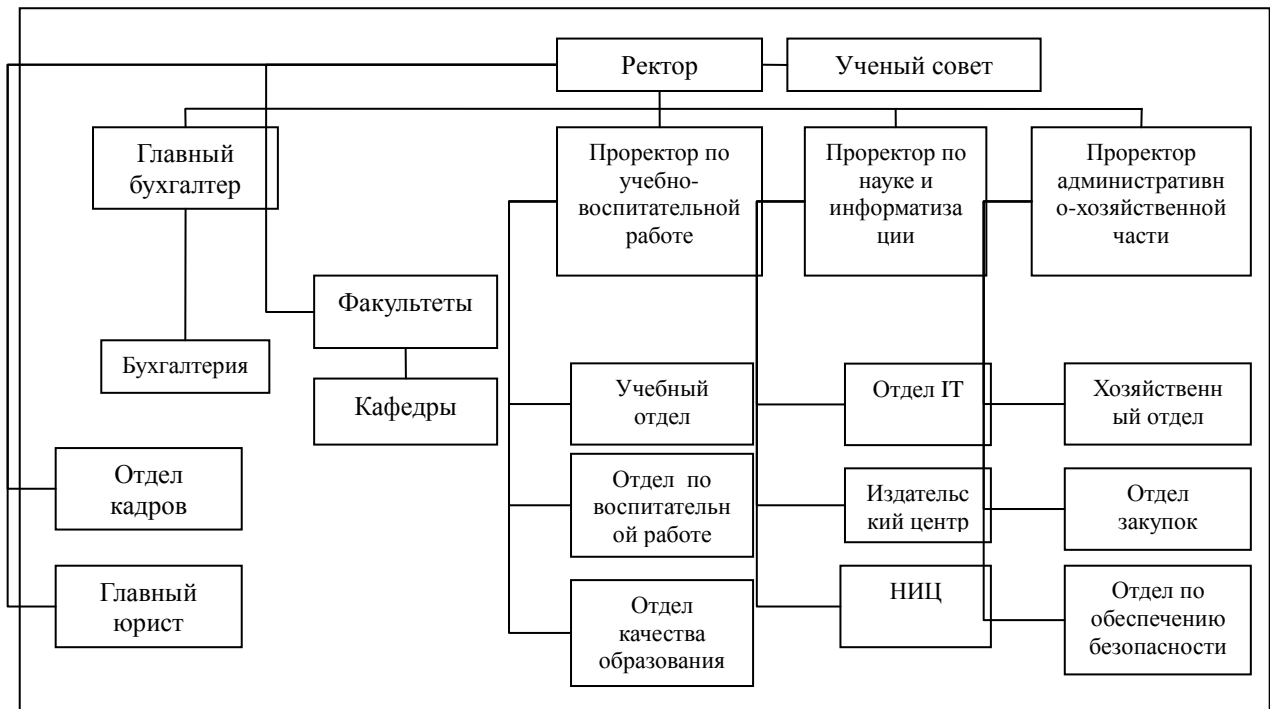 Ректор
Ученый совет
Главный
бухгалтер
Проректор по
учебно-
воспитательной
работе
Проректор по
науке и
информатиза
ции
Проректор
административн
о-хозяйственной
части
Факультеты
Бухгалтерия
Кафедры
Учебный
отдел
Отдел IT
Хозяйственн
ый отдел
Отдел
кадров
Отдел по
воспитательн
ой работе
Издательс
кий центр
Отдел
закупок
Главный
юрист
Отдел
качества
образования
НИЦ
Отдел по
обеспечению
безопасности